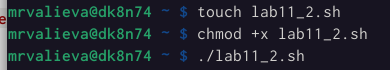 mrvalieva@dk8n74 ~ $ touch lab11_2.sh
mrvalieva@dk8n74 ~ $ chmod +x lab11_2.sh
mrvalieva@dk8n74 ~ $ ./lab11_2.sh